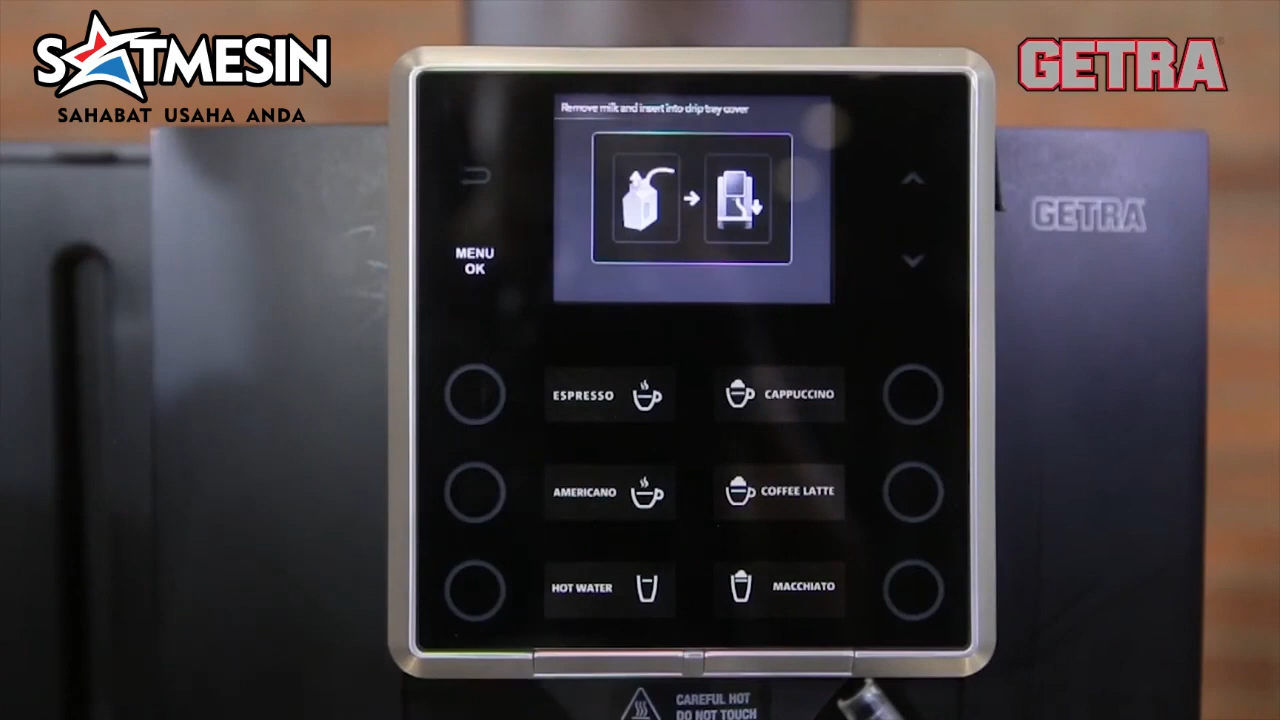 SATMESIN
SAHABAT USAHA ANDA
GETRA
Remove milk and insert into drip tray cover
GETRA
MENU
OK
ESPRESSO
CAPPUCCINO
AMERICANO
COFFEE LATTE
HOT WATER
MACCHIATO
CAREFUL HOT
DO NOT TOUCH